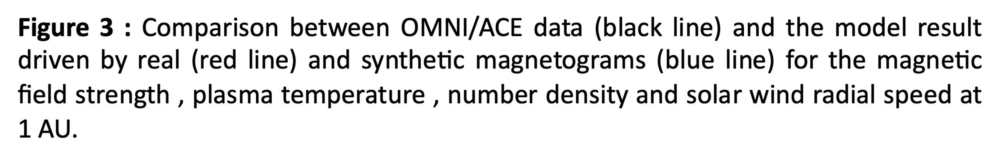 Figure 3 : Comparison between OMNI/ACE data (black line) and the model result
driven by real (red line) and synthetic magnetograms (blue line) for the magnetic
field strength , plasma temperature , number density and solar wind radial speed at
1 AU.